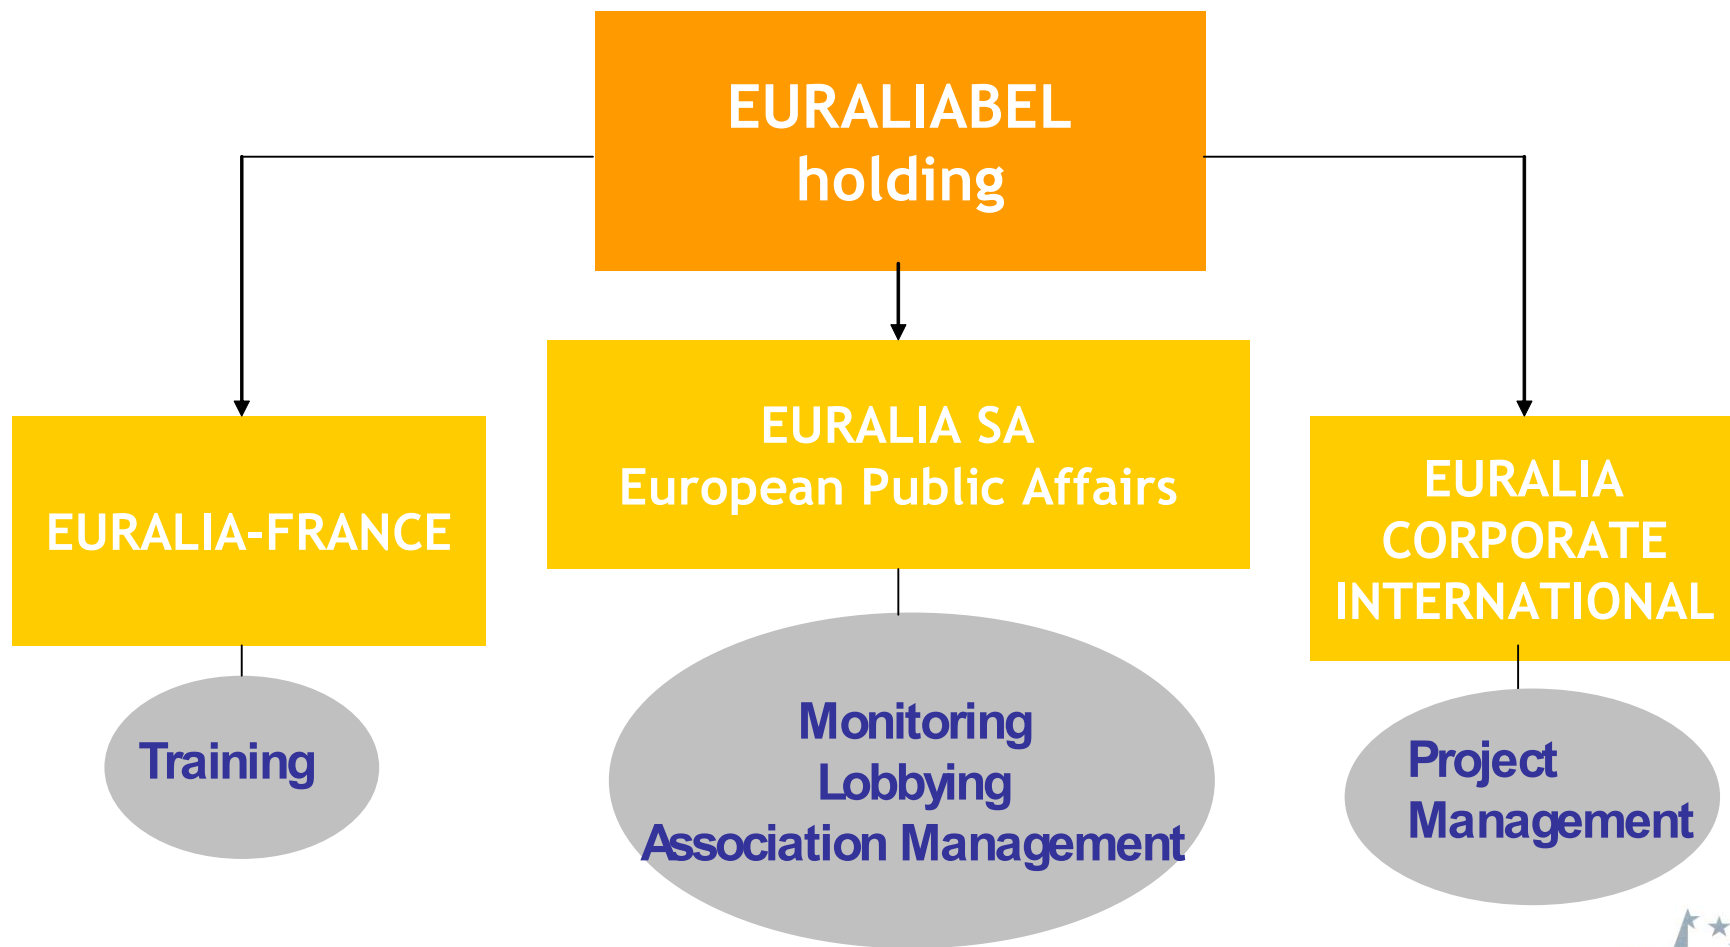 EURALIABEL
holding
EURALIA-FRANCE
EURALIA SA
European Public Affairs
EURALIA
CORPORATE
INTERNATIONAL
Training
Monitoring
Lobbying
Association Management
Project
Management